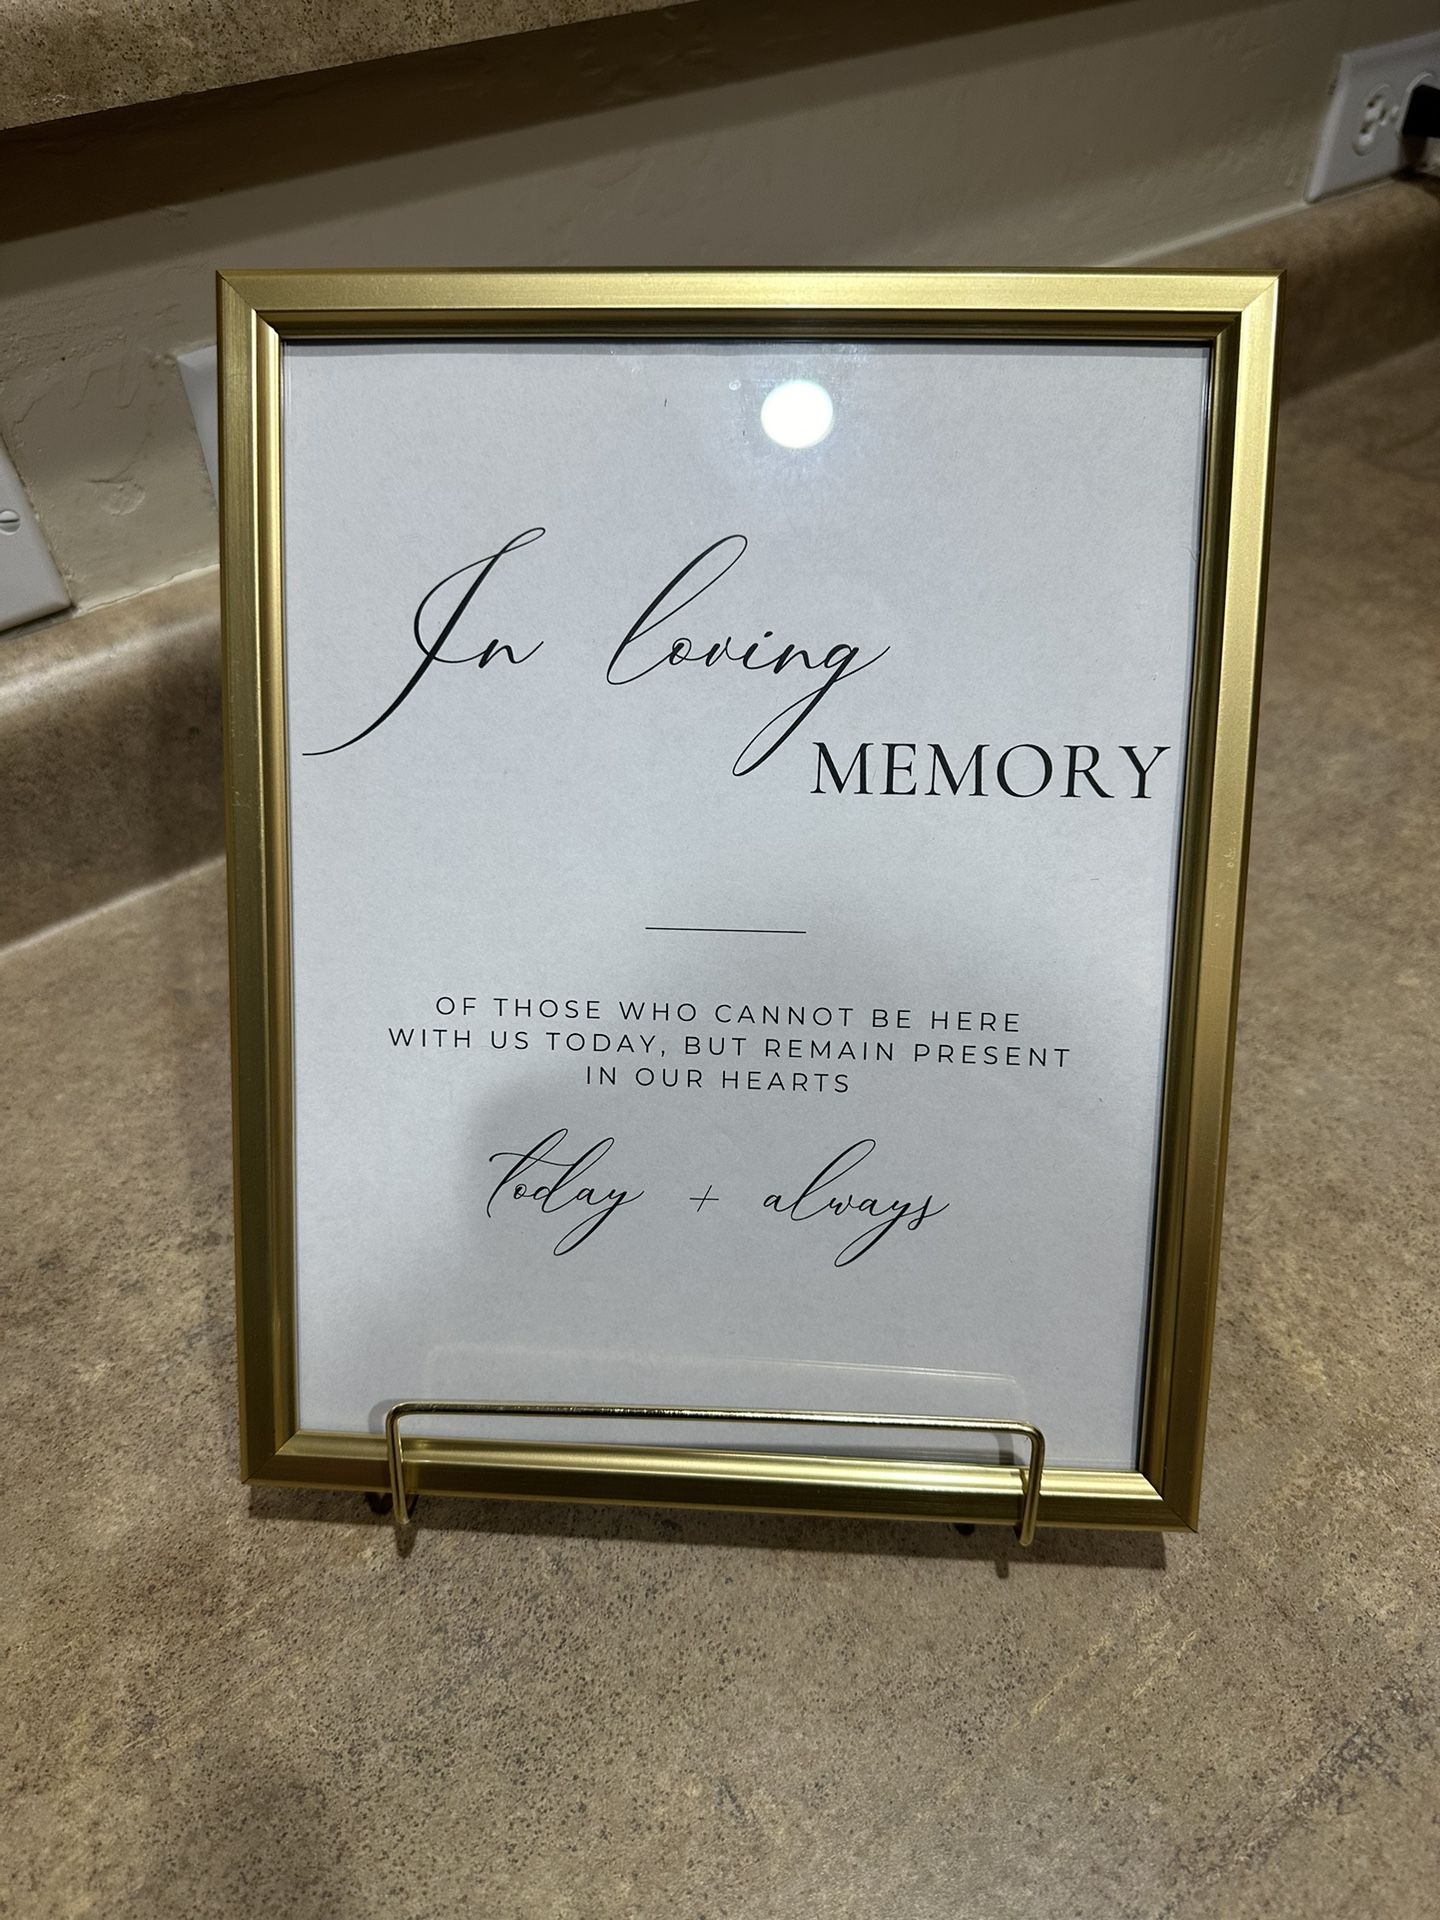 In loving
MEMORY
OF THOSE WHO CANNOT BE HERE
WITH US TODAY, BUT REMAIN PRESENT
IN OUR HEARTS
today + always